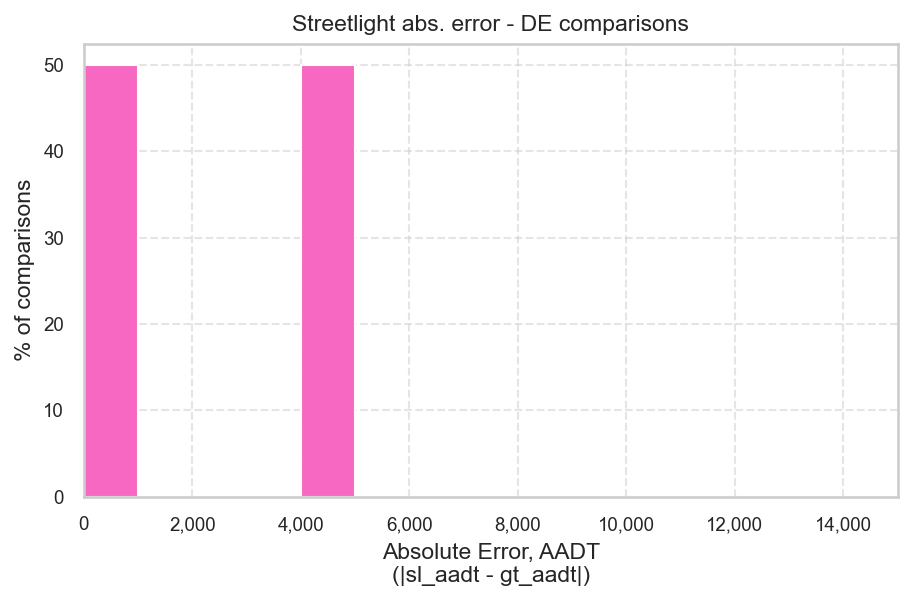 Streetlight abs. error - DE comparisons
% of comparisons
50
40
30
20
10
0
0 2,000 4,000 6,000 8,000 10,000 12,000 14,000
Absolute Error, AADT
(|sl_aadt - gt_aadt|)